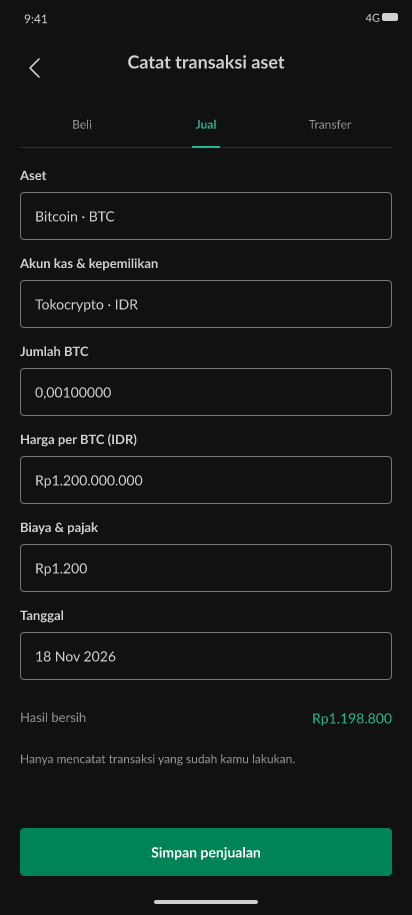 9:41
4G
Catat transaksi aset
Beli
Jual
Transfer
Aset
Bitcoin · BTC
Akun kas & kepemilikan
Tokocrypto · IDR
Jumlah BTC
0,00100000
Harga per BTC (IDR)
Rp1.200.000.000
Biaya & pajak
Rp1.200
Tanggal
18 Nov 2026
Hasil bersih
Rp1.198.800
Hanya mencatat transaksi yang sudah kamu lakukan.
Simpan penjualan